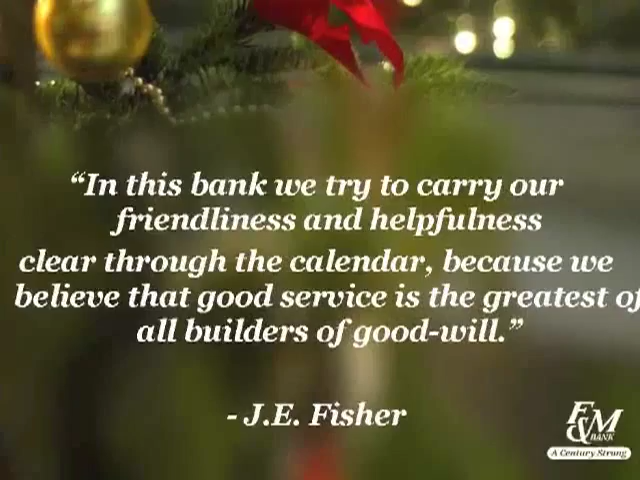 “In this bank we try to carry our
friendliness and helpfulness
clear through the calendar, because we
believe that good service is the greatest of
all builders of good-will.”
- J.E. Fisher
F&M
BANK
A Century Strong